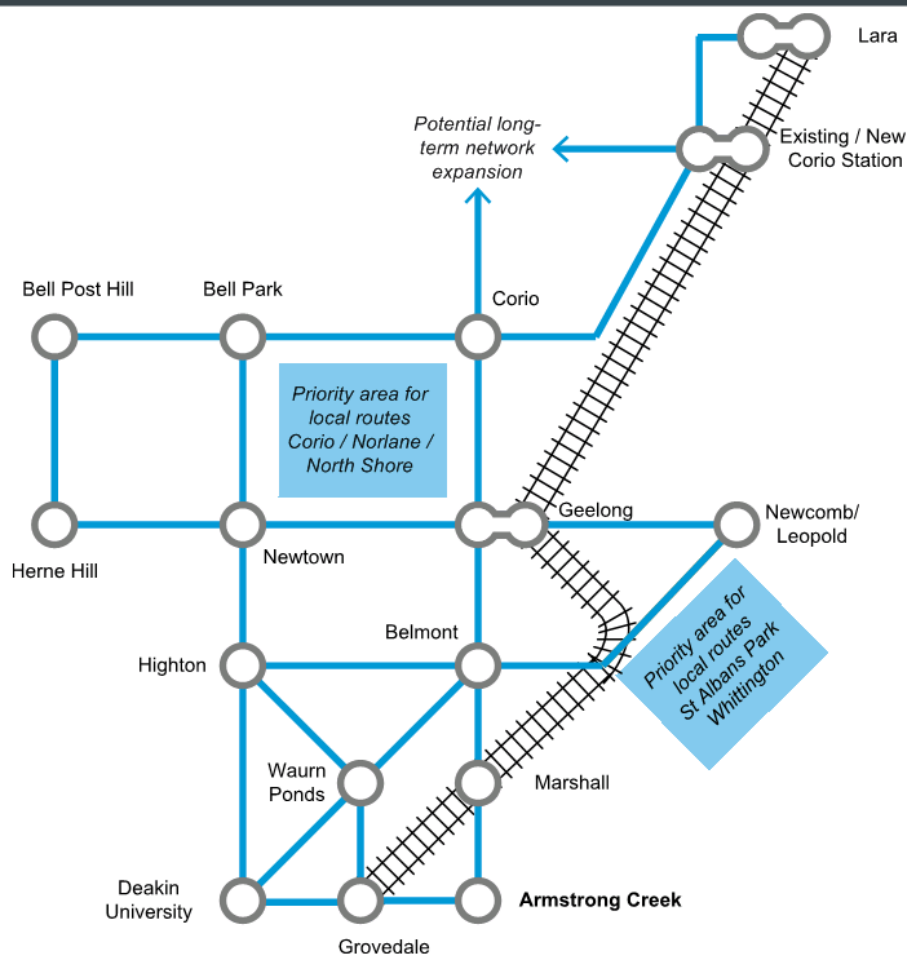 Lara
Existing / New
Corio Station
Potential long-
term network
expansion
Bell Post Hill
Bell Park
Corio
Priority area for
local routes
Corio / Norlane /
North Shore
Geelong
Newcomb/
Leopold
Herne Hill
Newtown
Priority area for
local routes
St Albans Park
Whittington
Belmont
Highton
Waurn
Ponds
Marshall
Deakin
University
Armstrong Creek
Grovedale